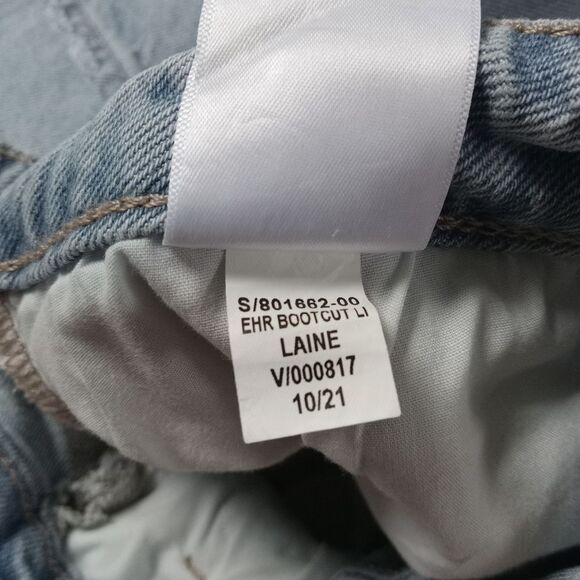 S/801662-00
EHR BOOTCUT LI
LAINE
V/000817
10/21